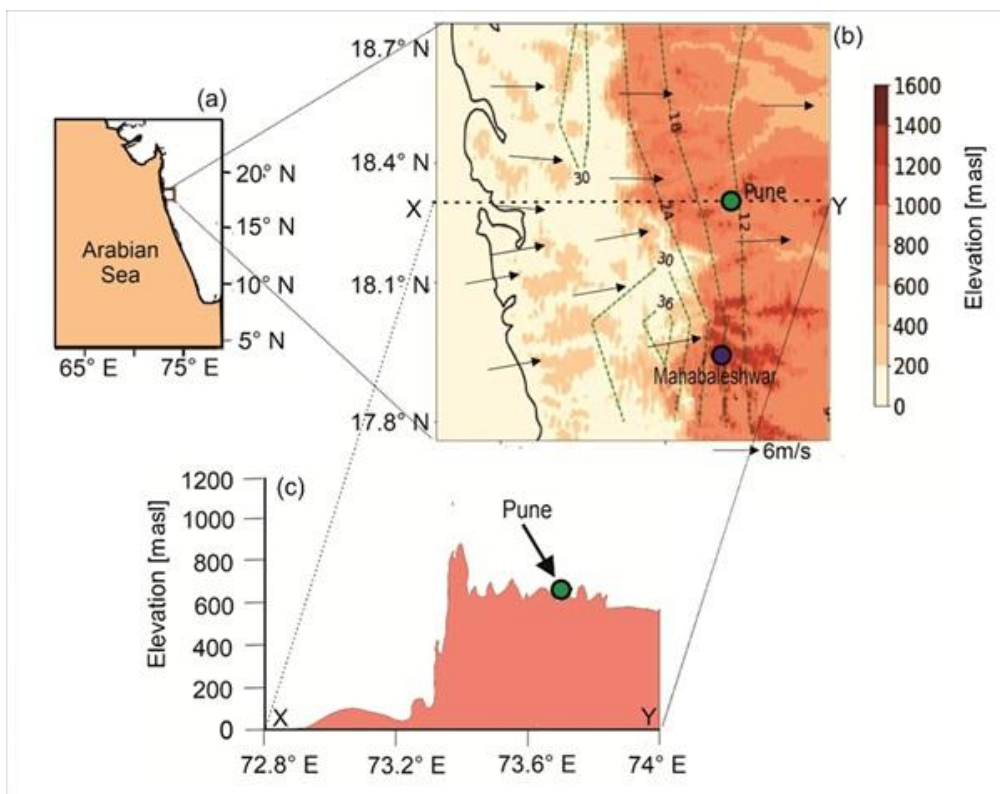 (a)
20° N
15° N
10° N
5° N
65° E
75° E
Arabian
Sea
(b)
18.7° N
18.4° N
18.1° N
17.8° N
X
Y
30
18
24
12
30
36
Pune
Mahabaleshwar
6m/s
1600
1400
1200
1000
800
600
400
200
0
Elevation [masl]
(c)
1200
1000
800
600
400
200
0
Elevation [masl]
Pune
X
Y
72.8° E
73.2° E
73.6° E
74° E